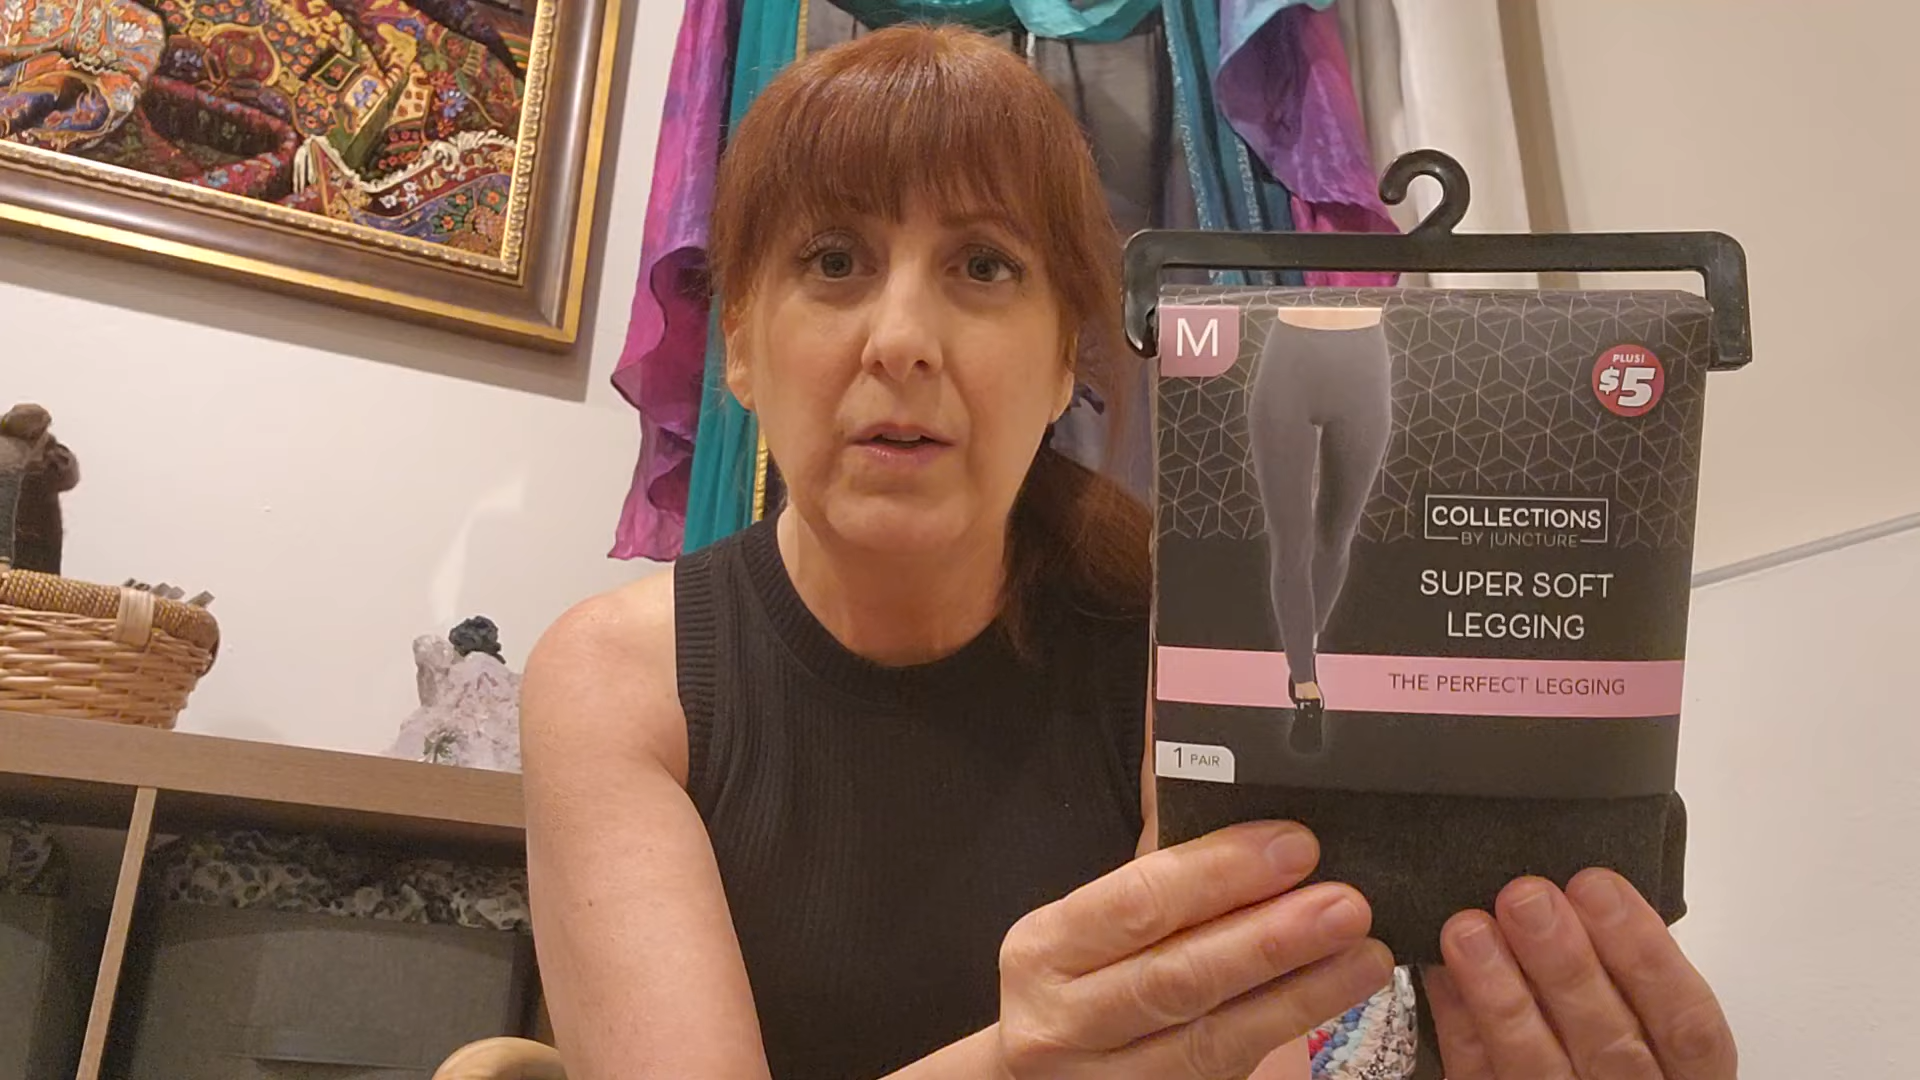 M
PLUS!
$5
COLLECTIONS
BY JUNCTURE
SUPER SOFT
LEGGING
THE PERFECT LEGGING
1 PAIR